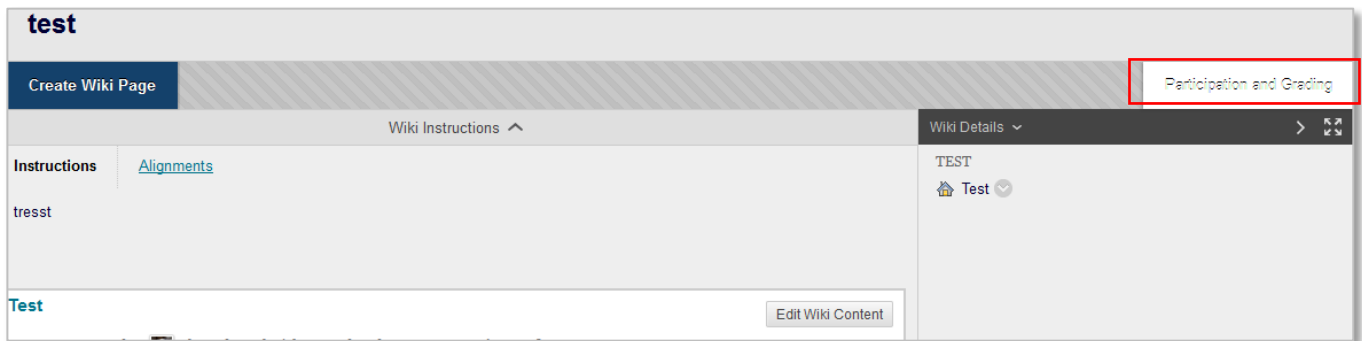 test
Create Wiki Page
Participation and Grading
Wiki Instructions
Wiki Details
Instructions
Alignments
TEST
Test
tresst
Test
Edit Wiki Content